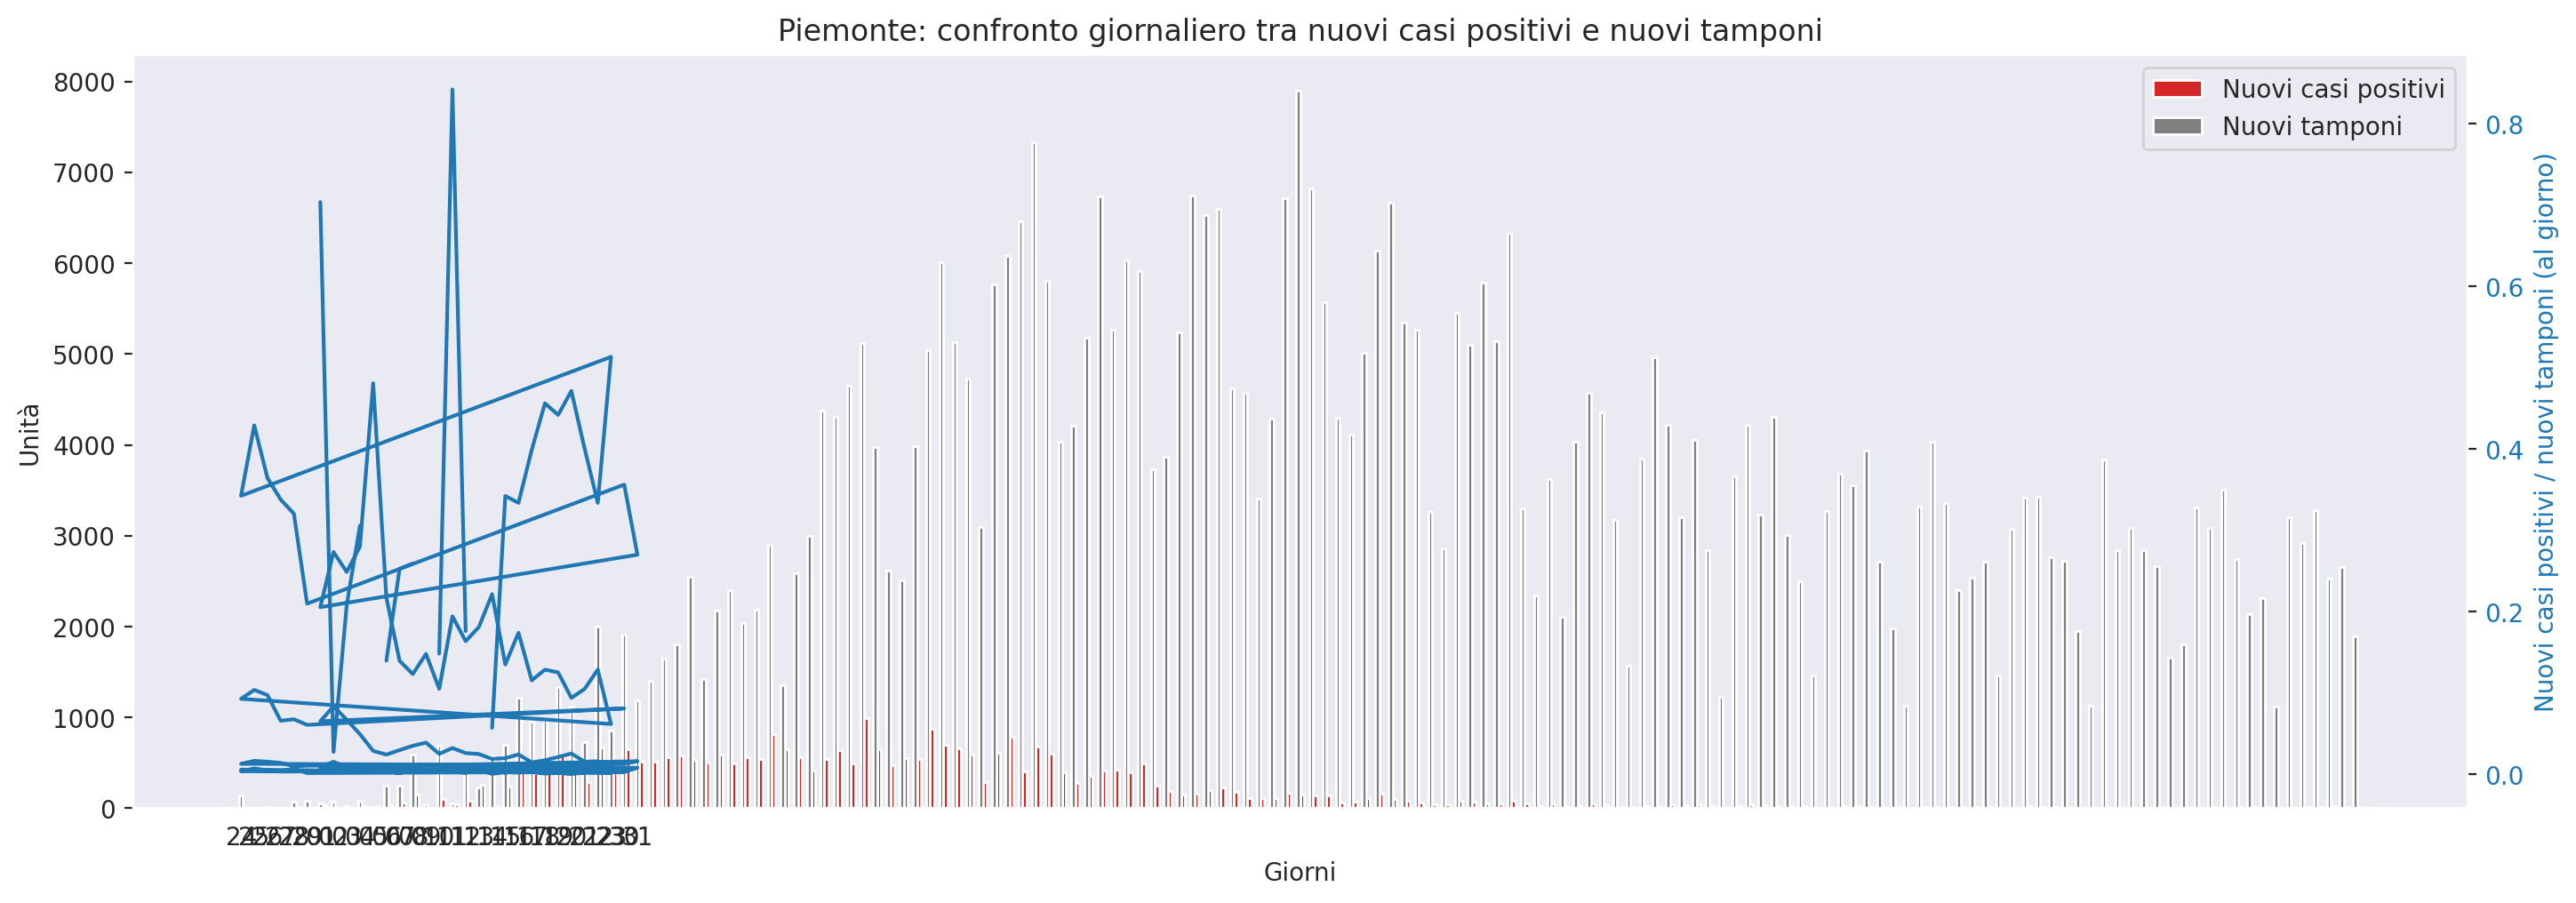 Piemonte: confronto giornaliero tra nuovi casi positivi e nuovi tamponi
Nuovi casi positivi
Nuovi tamponi
8000
7000
6000
5000
4000
3000
2000
1000
0
Unità
0.8
0.6
0.4
0.2
0.0
Nuovi casi positivi / nuovi tamponi (al giorno)
Giorni